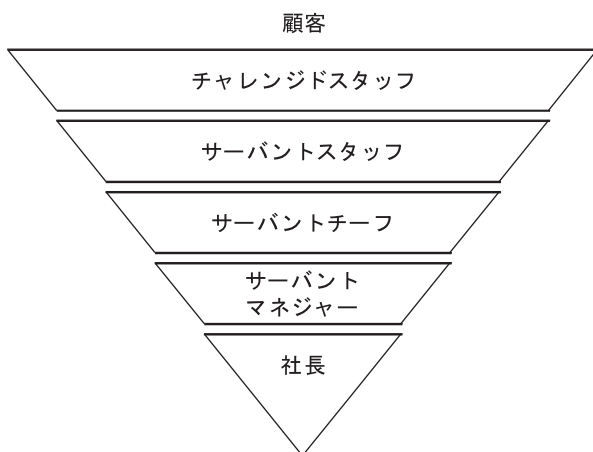 顧客
チャレンジドスタッフ
サーバントスタッフ
サーバントチーフ
サーバント
マネジャー
社長